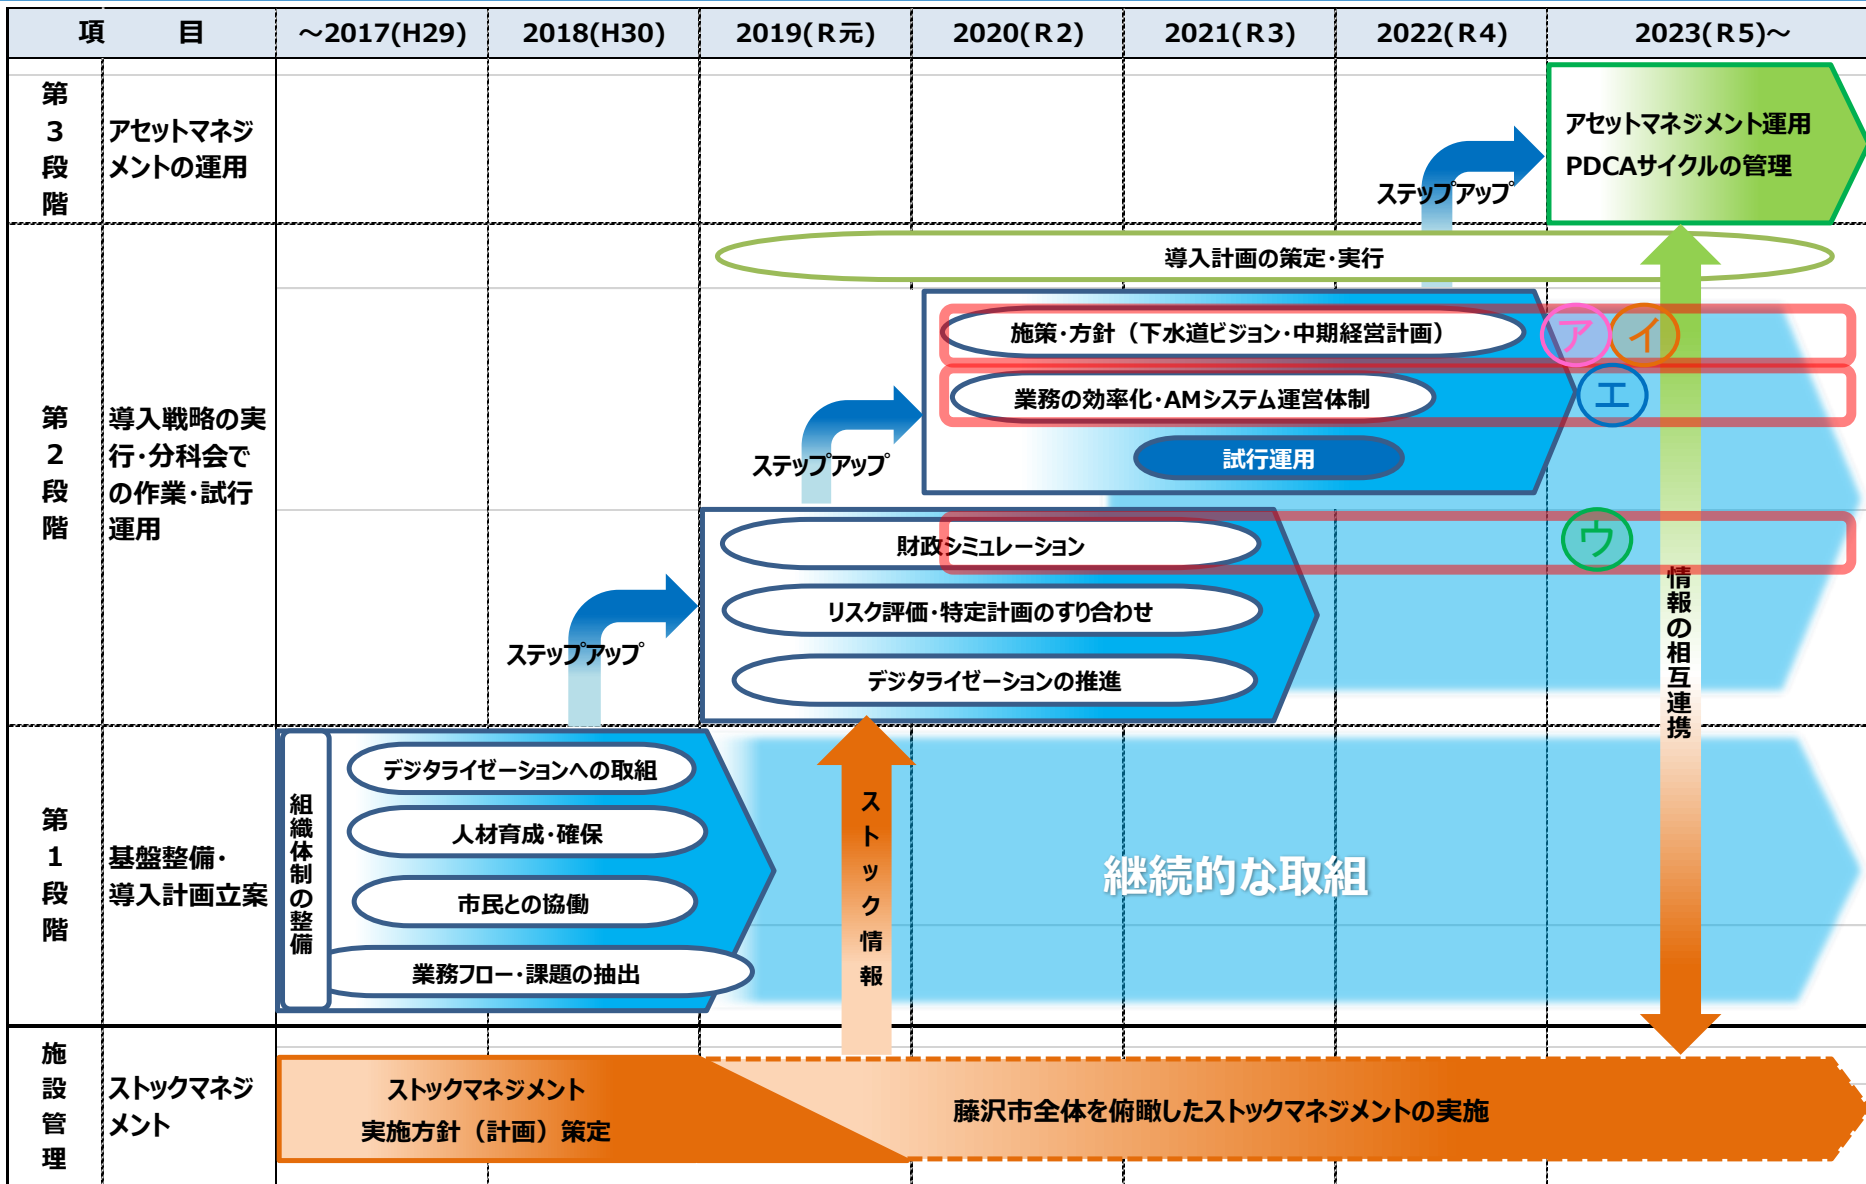 項 目
～2017(H29)
2018(H30)
2019(R元)
2020(R2)
2021(R3)
2022(R4)
2023(R5)～
第3段階
アセットマネジ
メントの運用
アセットマネジメント運用
PDCAサイクルの管理
ステップアップ
導入計画の策定･実行
第2段階
導入戦略の実
行･分科会で
の作業･試行
運用
施策･方針（下水道ビジョン･中期経営計画）
ア
イ
業務の効率化･AMシステム運営体制
エ
試行運用
ステップアップ
財政シミュレーション
ウ
リスク評価･特定計画のすり合わせ
デジタライゼーションの推進
ステップアップ
情報の相互連携
第1段階
基盤整備･
導入計画立案
組織体制の整備
デジタライゼーションへの取組
人材育成･確保
市民との協働
業務フロー･課題の抽出
ストック情報
継続的な取組
施設管理
ストックマネジ
メント
ストックマネジメント
実施方針（計画）策定
藤沢市全体を俯瞰したストックマネジメントの実施